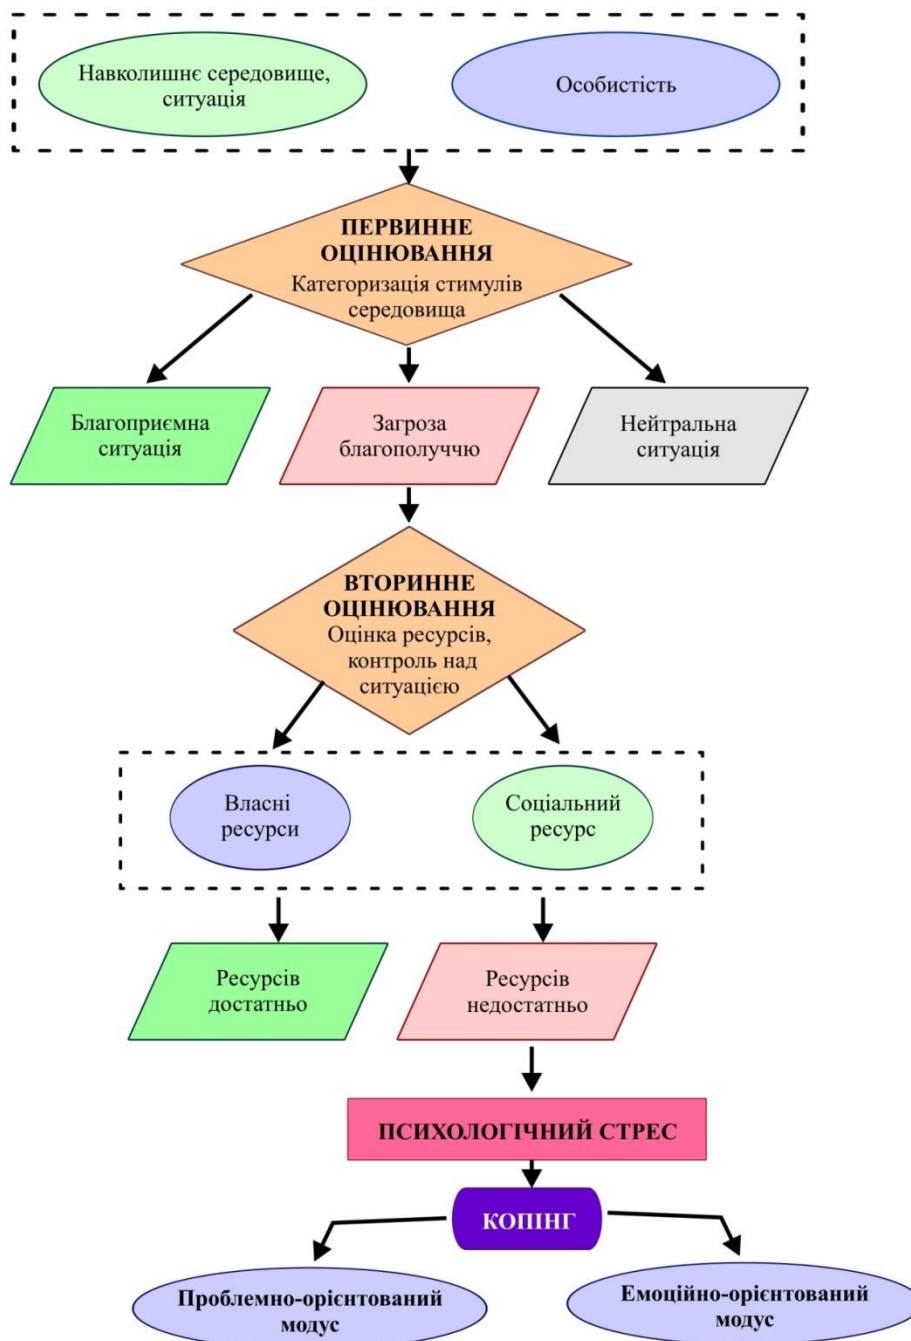 Навколишнє середовище,
ситуація
Особистість
ПЕРВИННЕ
ОЦІНЮВАННЯ
Категоризація стимулів
середовища
Благоприємна
ситуація
Загроза
благополуччю
Нейтральна
ситуація
ВТОРИННЕ
ОЦІНЮВАННЯ
Оцінка ресурсів,
контроль над
ситуацією
Власні
ресурси
Соціальний
ресурс
Ресурсів
достатньо
Ресурсів
недостатньо
ПСИХОЛОГІЧНИЙ СТРЕС
КОПІНГ
Проблемно-орієнтований
модус
Емоційно-орієнтований
модус